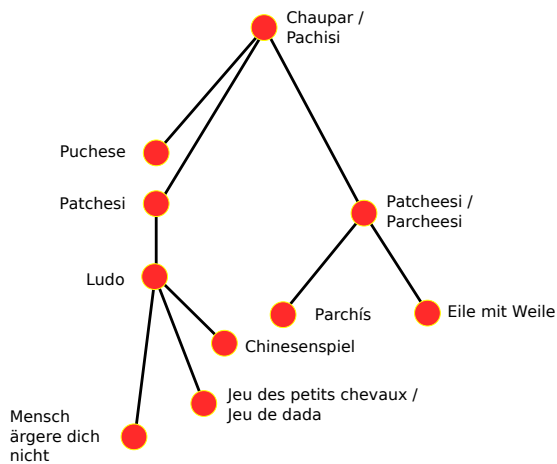 Chaupar /
Pachisi
Puchese
Patchesi
Patcheesi /
Parcheesi
Ludo
Parchís
Eile mit Weile
Chinesenspiel
Jeu des petits chevaux /
Jeu de dada
Mensch
ärgere dich
nicht